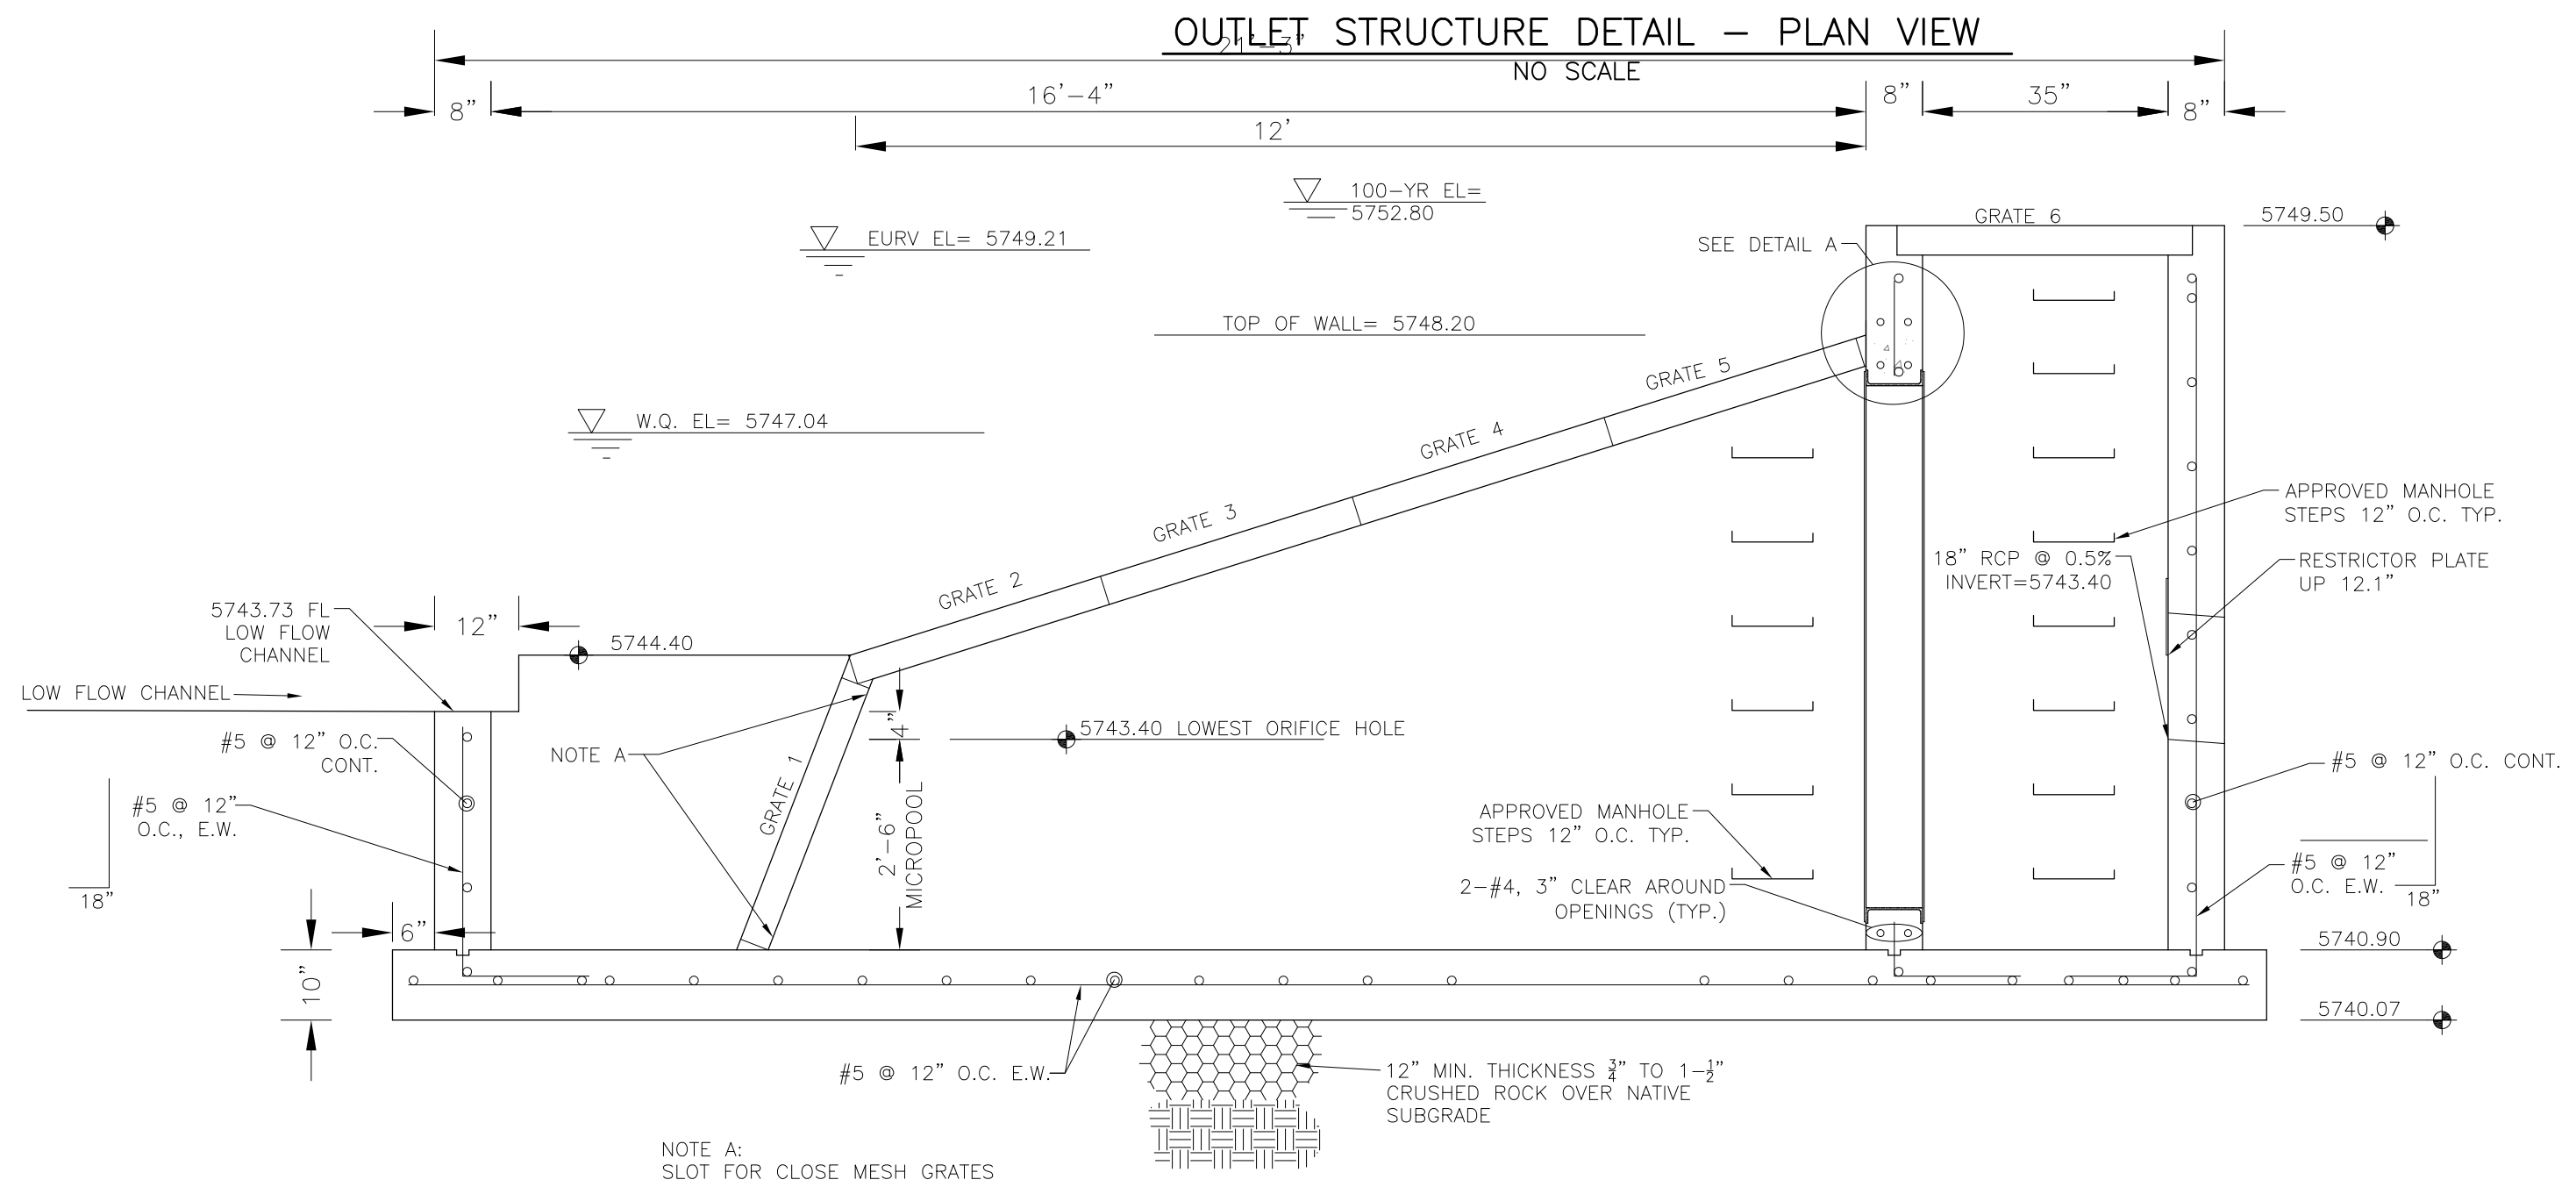 OUTLET STRUCTURE DETAIL – PLAN VIEW
21'-3"
NO SCALE
8"
16'-4"
8"
35"
8"
12'
100-YR EL=
5752.80
EURV EL= 5749.21
GRATE 6
5749.50
SEE DETAIL A
TOP OF WALL= 5748.20
GRATE 5
W.Q. EL= 5747.04
GRATE 4
GRATE 3
APPROVED MANHOLE
STEPS 12" O.C. TYP.
18" RCP @ 0.5%
INVERT=5743.40
RESTRICTOR PLATE
UP 12.1"
GRATE 2
5743.73 FL
LOW FLOW
CHANNEL
12"
5744.40
LOW FLOW CHANNEL
4"
5743.40 LOWEST ORIFICE HOLE
#5 @ 12" O.C.
CONT.
NOTE A
GRATE 1
#5 @ 12" O.C. CONT.
#5 @ 12"
O.C., E.W.
2'-6"
MICROPOOL
APPROVED MANHOLE
STEPS 12" O.C. TYP.
18"
2-#4, 3" CLEAR AROUND
OPENINGS (TYP.)
#5 @ 12"
O.C. E.W.
18"
6"
5740.90
10"
5740.07
#5 @ 12" O.C. E.W.
12" MIN. THICKNESS 3/4" TO 1-1/2"
CRUSHED ROCK OVER NATIVE
SUBGRADE
NOTE A:
SLOT FOR CLOSE MESH GRATES